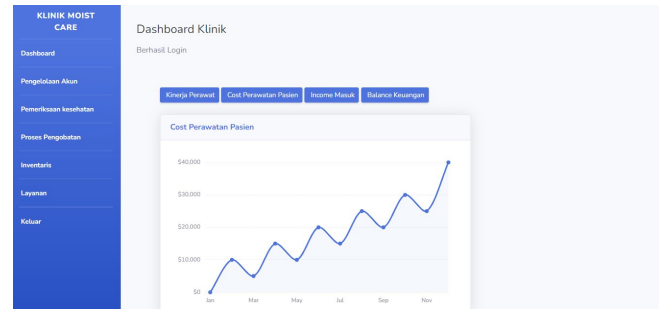 KLINIK MOIST
CARE
Dashboard
Pengelolaan Akun
Pemeriksaan kesehatan
Proses Pengobatan
Inventaris
Layanan
Keluar
Dashboard Klinik
Berhasil Login
Kinerja Perawat Cost Perawatan Pasien Income Masuk Balance Keuangan
Cost Perawatan Pasien
$40,000
$30,000
$20,000
$10,000
$0
Jan Mar May Jul Sep Nov